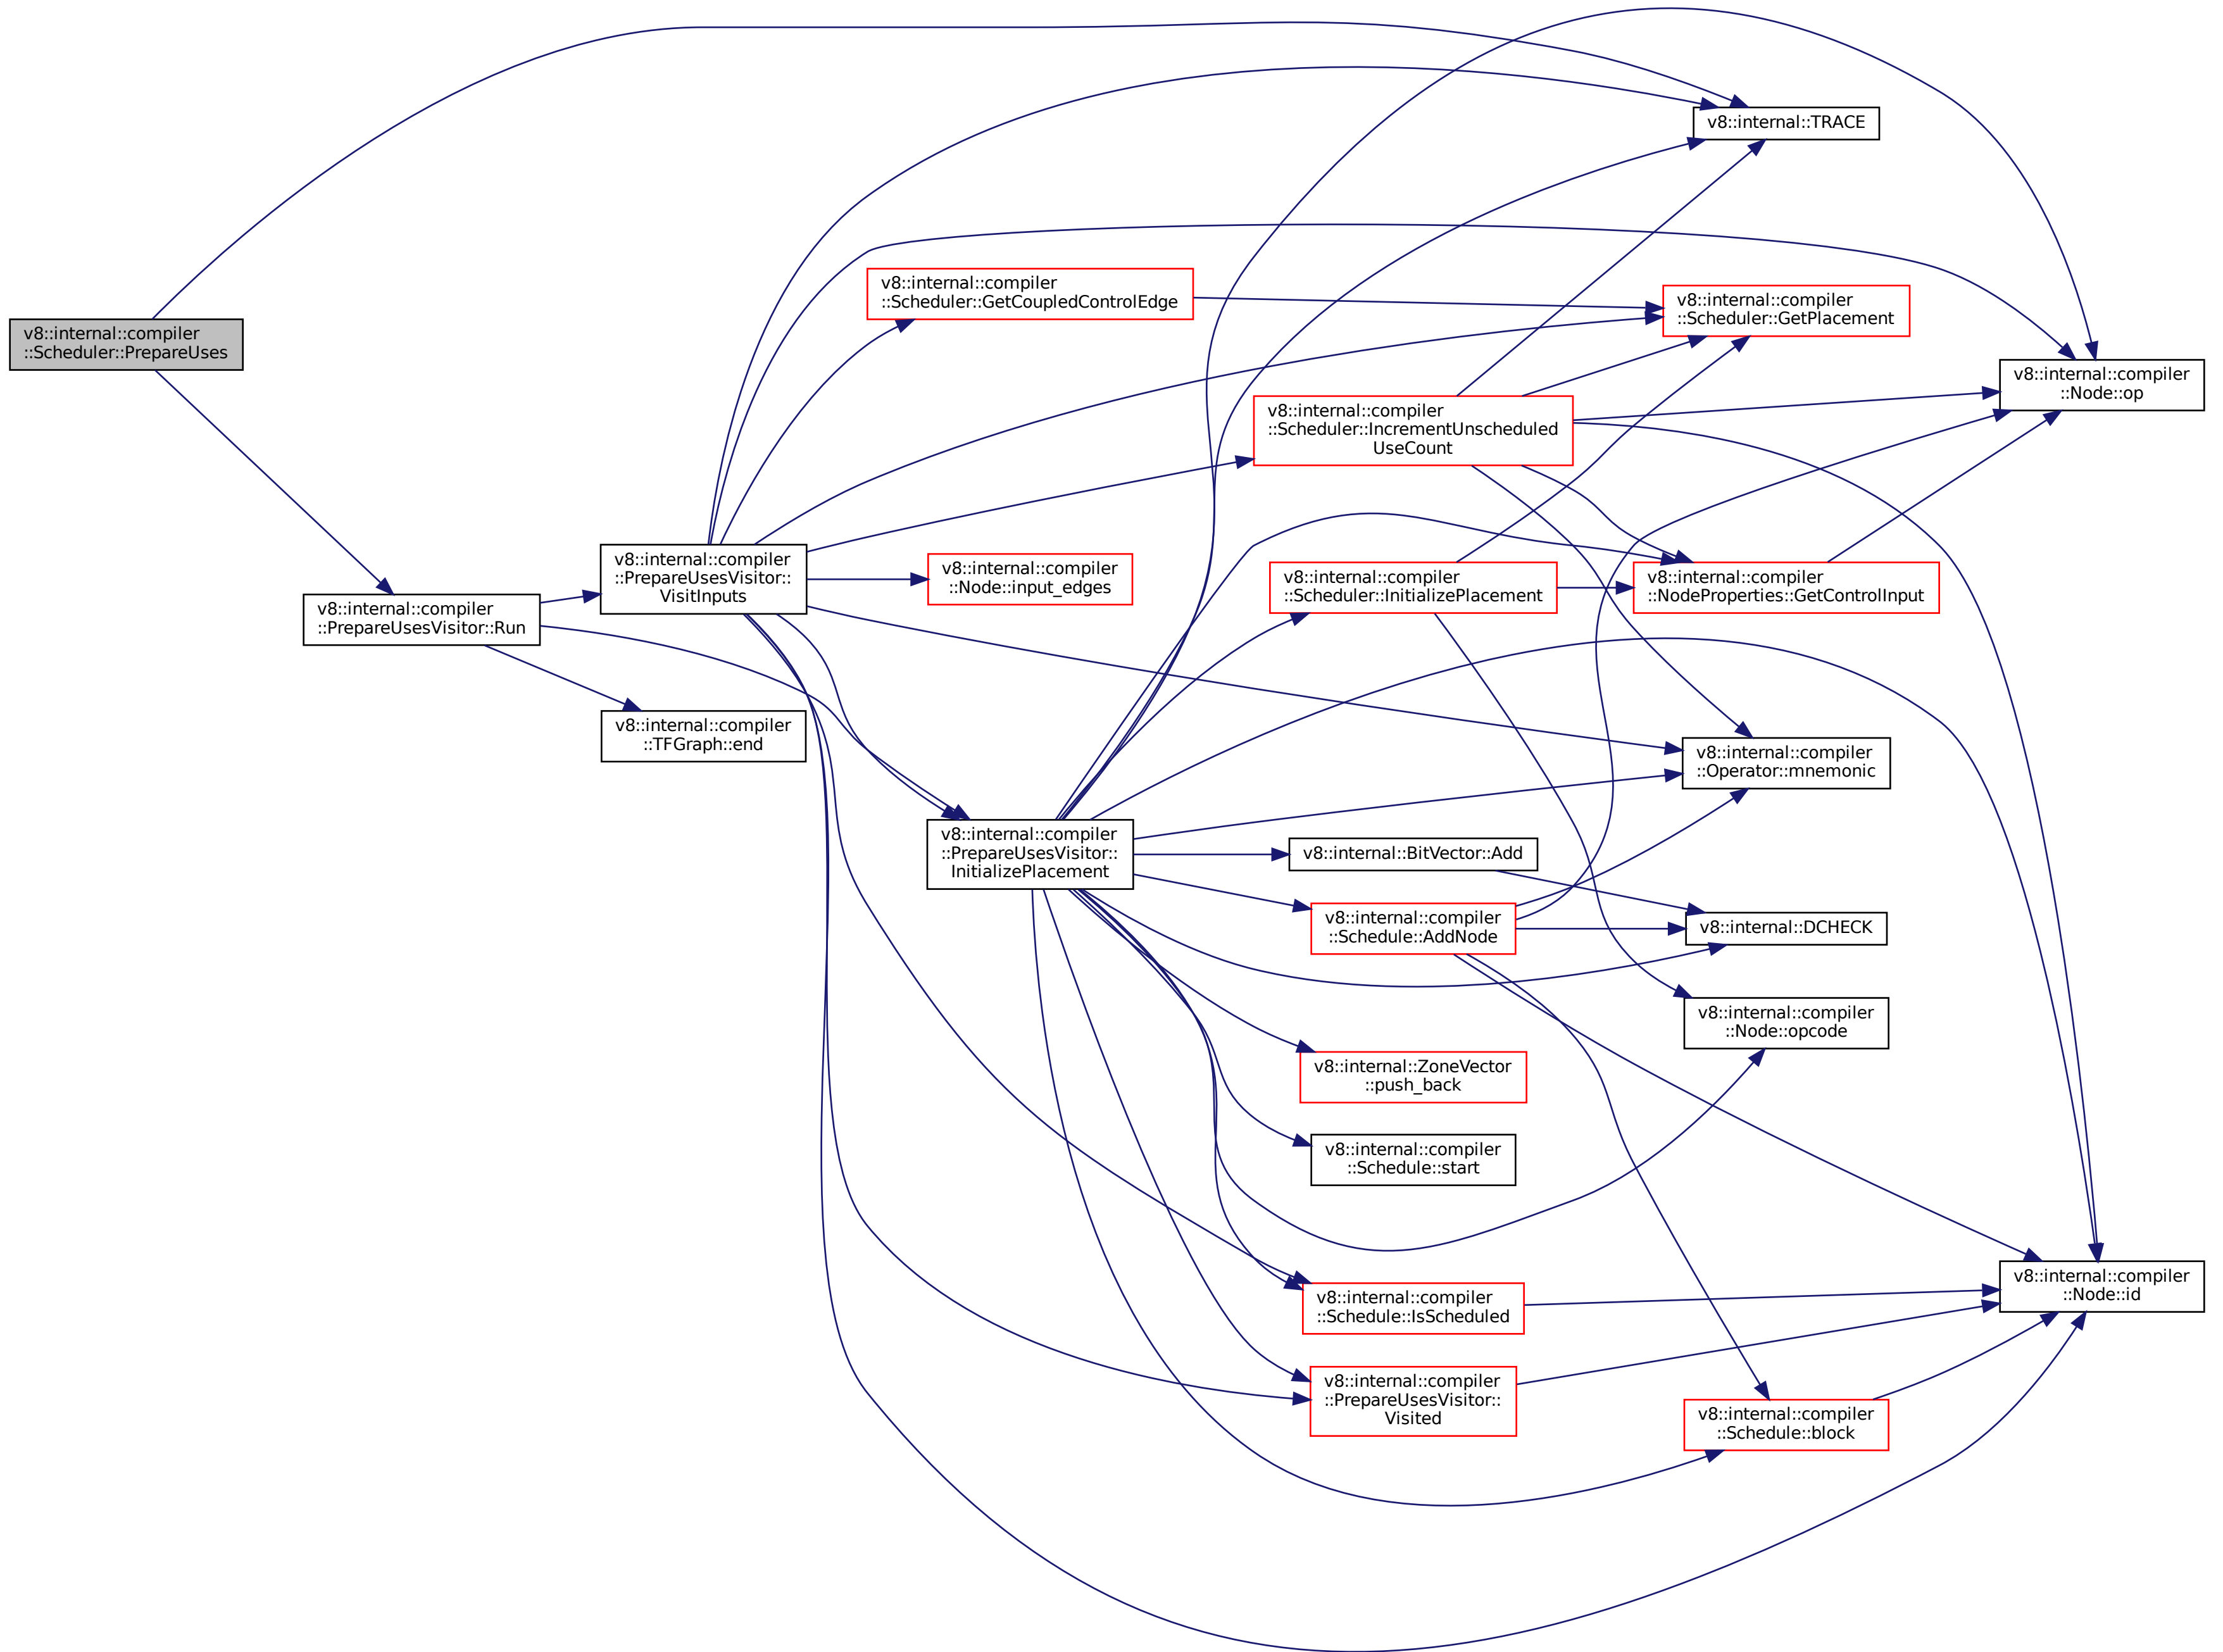 v8::internal::compiler
::Scheduler::PrepareUses
v8::internal::compiler
::PrepareUsesVisitor::Run
v8::internal::compiler
::PrepareUsesVisitor::
VisitInputs
v8::internal::compiler
::TFGraph::end
v8::internal::compiler
::Scheduler::GetCoupledControlEdge
v8::internal::compiler
::Node::input_edges
v8::internal::compiler
::PrepareUsesVisitor::
InitializePlacement
v8::internal::compiler
::Scheduler::IncrementUnscheduled
UseCount
v8::internal::compiler
::Scheduler::InitializePlacement
v8::internal::BitVector::Add
v8::internal::compiler
::Schedule::AddNode
v8::internal::ZoneVector
::push_back
v8::internal::compiler
::Schedule::start
v8::internal::compiler
::Schedule::IsScheduled
v8::internal::compiler
::PrepareUsesVisitor::
Visited
v8::internal::TRACE
v8::internal::compiler
::Scheduler::GetPlacement
v8::internal::compiler
::NodeProperties::GetControlInput
v8::internal::compiler
::Operator::mnemonic
v8::internal::DCHECK
v8::internal::compiler
::Node::opcode
v8::internal::compiler
::Schedule::block
v8::internal::compiler
::Node::op
v8::internal::compiler
::Node::id